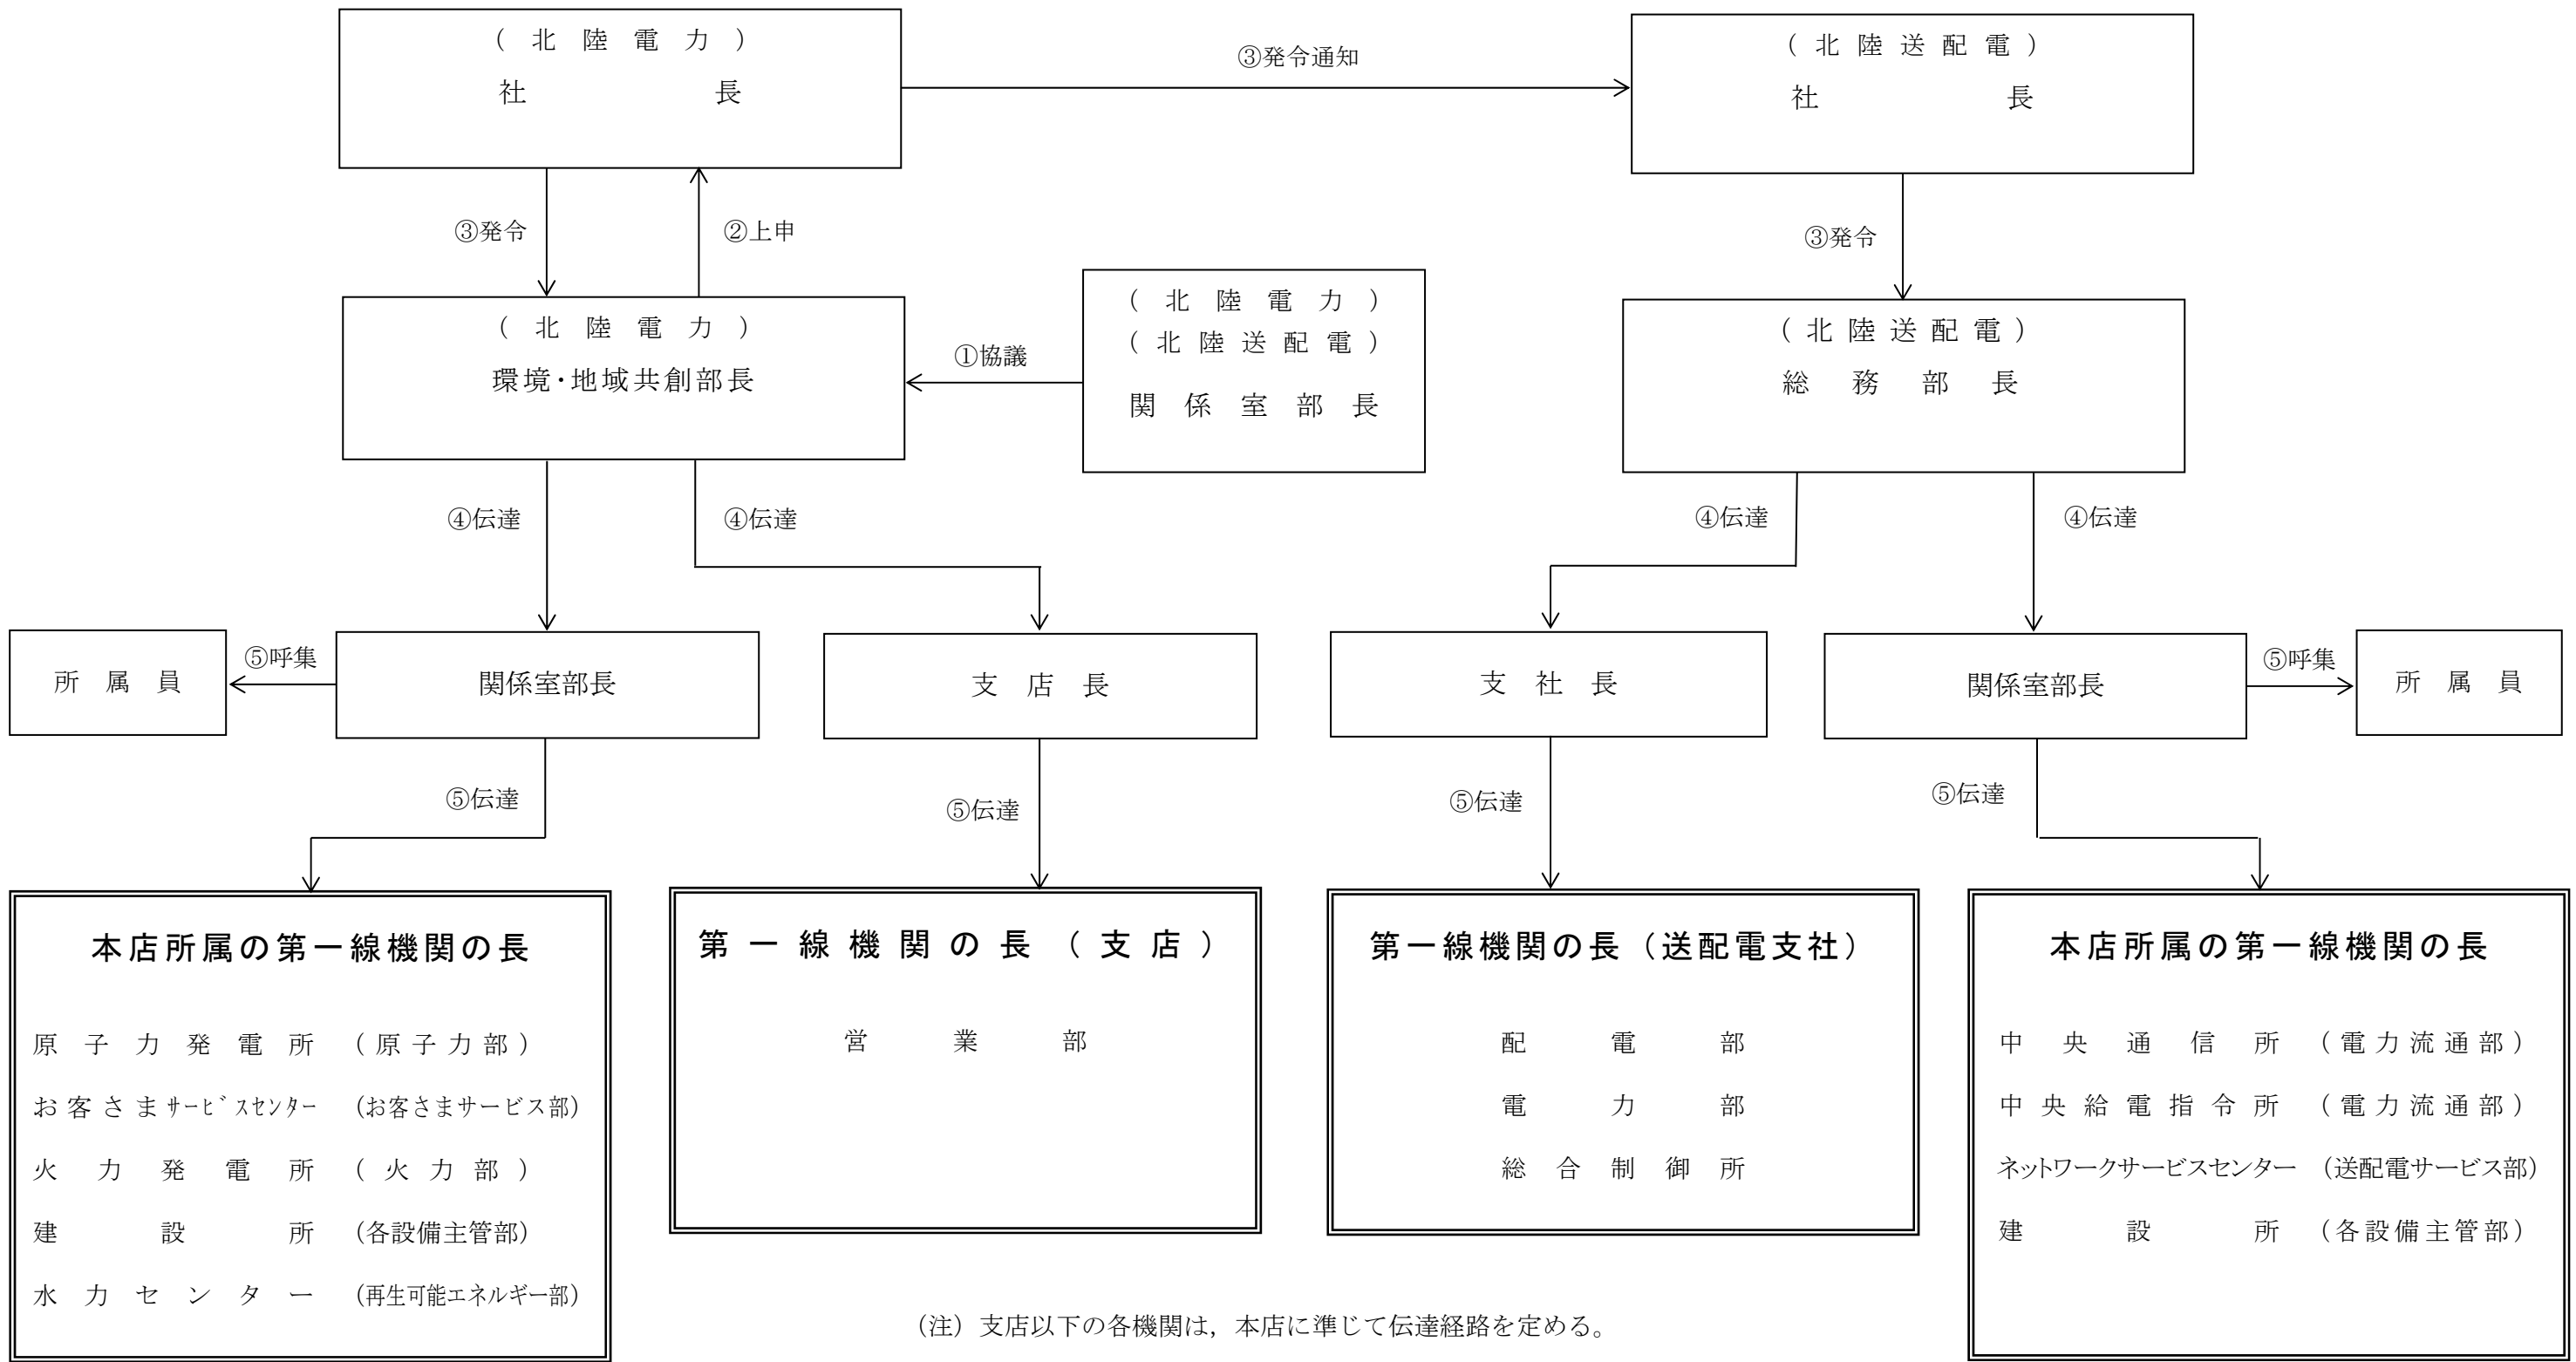 (北陸電力)
社長
③発令通知
(北陸送配電)
社長
③発令
②上申
③発令
(北陸電力)
環境・地域共創部長
①協議
(北陸電力)
(北陸送配電)
関係室部長
(北陸送配電)
総務部長
④伝達
④伝達
④伝達
④伝達
所属員
⑤呼集
関係室部長
支店長
支社長
関係室部長
⑤呼集
所属員
⑤伝達
⑤伝達
⑤伝達
⑤伝達
本店所属の第一線機関の長
原子力発電所 (原子力部)
お客さまサービスセンター (お客さまサービス部)
火力発電所 (火力部)
建設所 (各設備主管部)
水力センター (再生可能エネルギー部)
第一線機関の長(支店)
営業部
第一線機関の長(送配電支社)
配電部
電力部
総合制御所
本店所属の第一線機関の長
中央通信所 (電力流通部)
中央給電指令所 (電力流通部)
ネットワークサービスセンター (送配電サービス部)
建設所 (各設備主管部)
(注)支店以下の各機関は,本店に準じて伝達経路を定める。